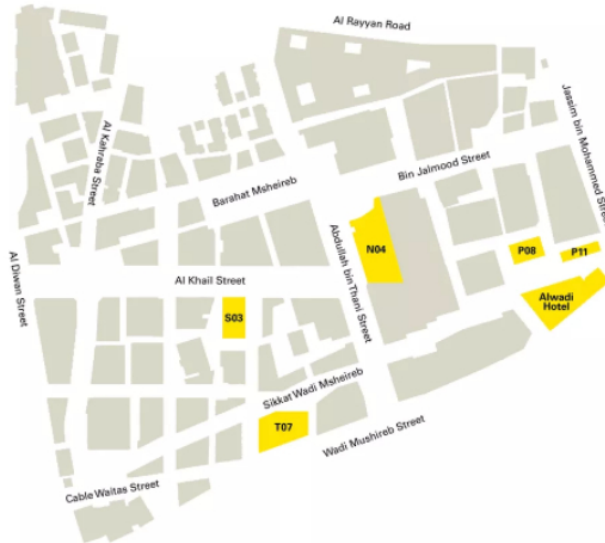 Al Rayyan Road
Jassim bin Mohammed Street
Al Kahraba Street
Bin Jalmood Street
Barahat Msheireb
N04
Abdullah bin Thani Street
P08
P11
Al Diwan Street
Al Khail Street
Alwadi
Hotel
S03
Sikkat Wadi Msheireb
T07
Wadi Mushireb Street
Cable Waitas Street